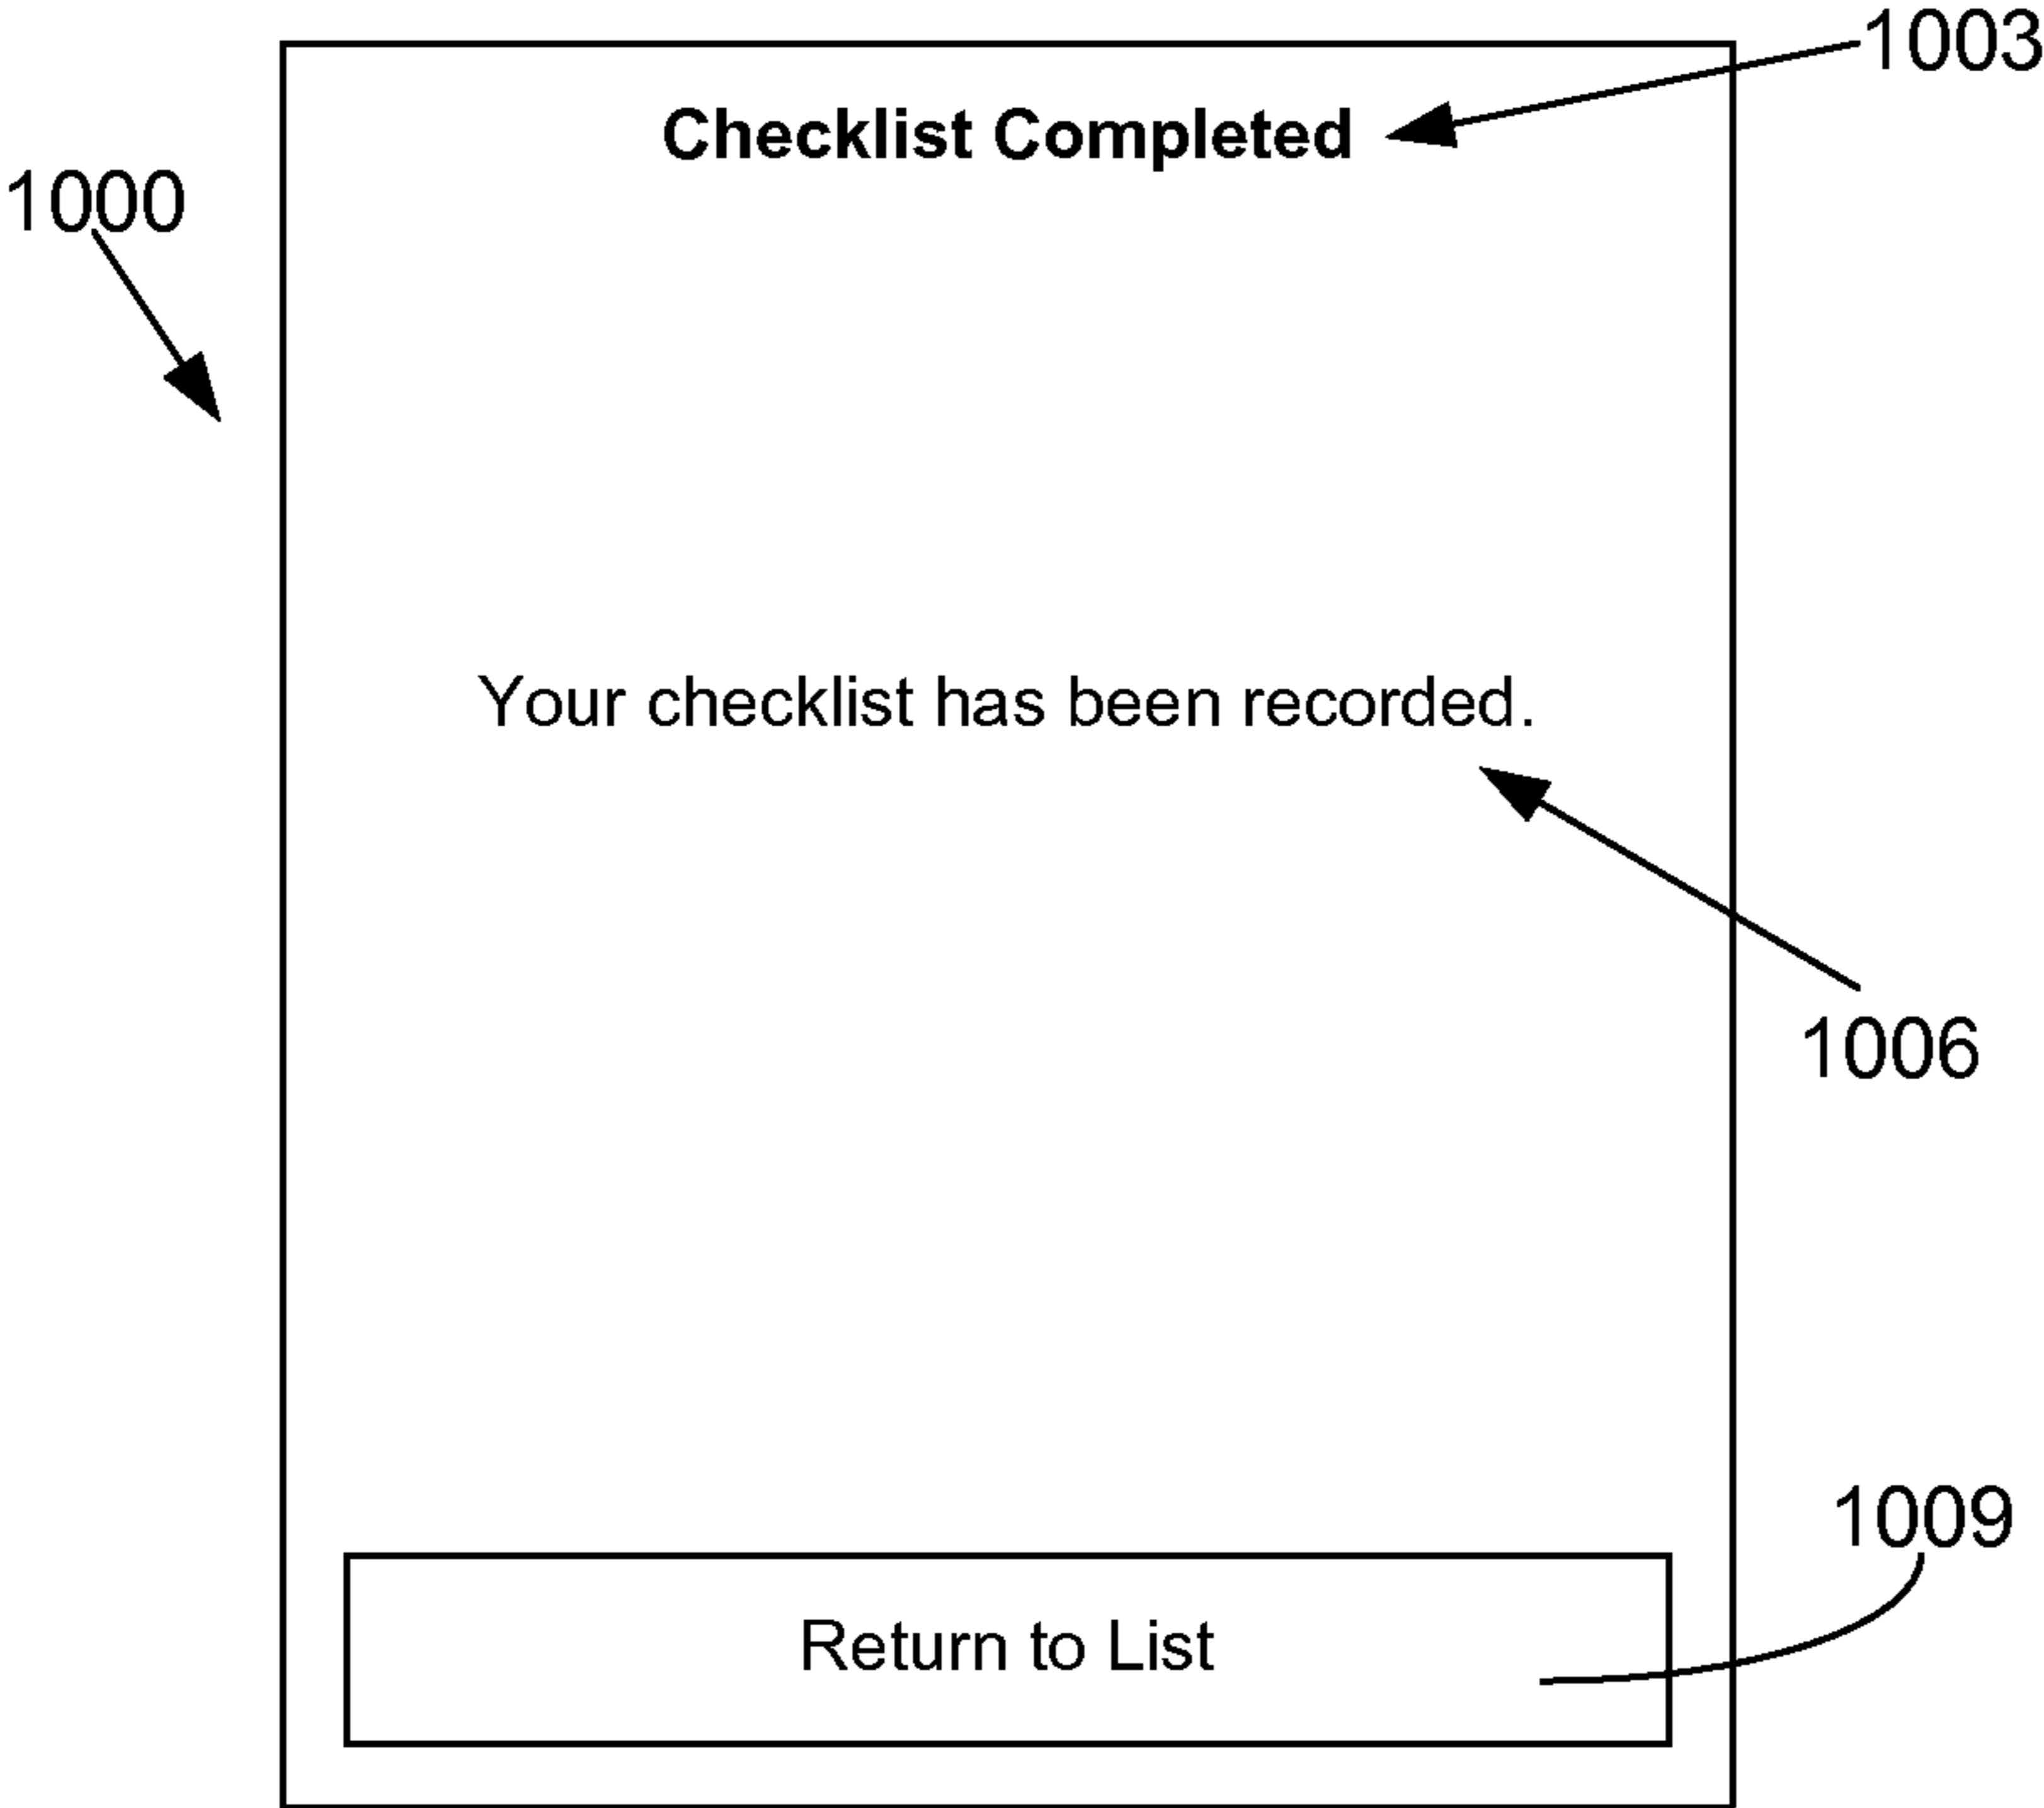 1003
Checklist Completed
1000
Your checklist has been recorded.
1006
1009
Return to List